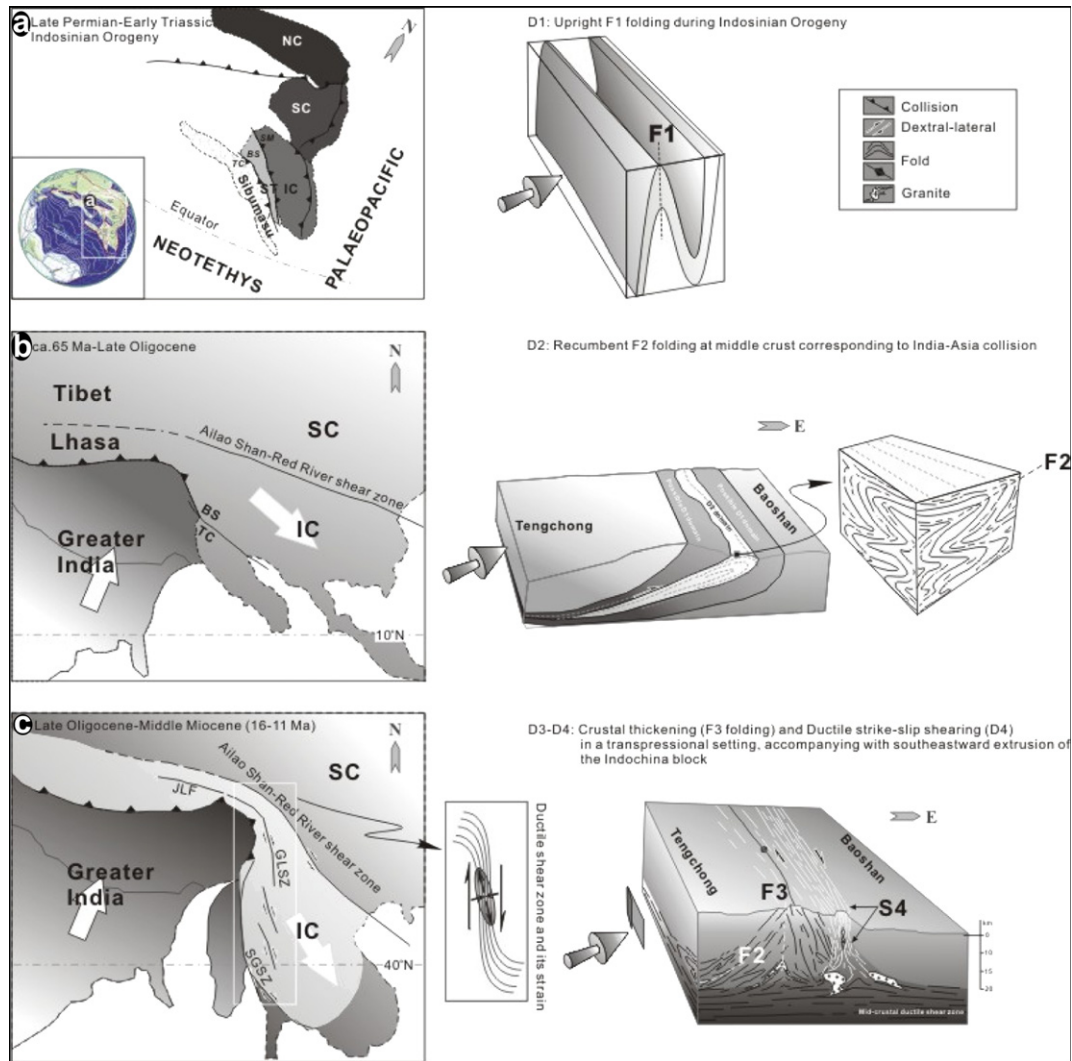 a
Late Permian-Early Triassic
Indosinian Orogeny
N
NC
SC
SM
BS
TC
ST
IC
Sibumasu
Equator
NEOTETHYS
PALAEOPACIFIC
a
D1: Upright F1 folding during Indosinian Orogeny
F1
Collision
Dextral-lateral
Fold
Granite
b
ca.65 Ma-Late Oligocene
N
Tibet
Lhasa
SC
Ailao Shan-Red River shear zone
BS
TC
IC
Greater
India
10°N
D2: Recumbent F2 folding at middle crust corresponding to India-Asia collision
E
Tengchong
D2 domain
Baoshan
F2
c
Late Oligocene-Middle Miocene (16-11 Ma)
N
SC
Ailao Shan-Red River shear zone
JLF
GLSZ
Greater
India
IC
SGSZ
40°N
Ductile shear zone and its strain
D3-D4: Crustal thickening (F3 folding) and Ductile strike-slip shearing (D4)
in a transpressional setting, accompanying with southeastward extrusion of
the Indochina block
E
Tengchong
Baoshan
F3
S4
F2
km
0
10
15
20
Mid-crustal ductile shear zone